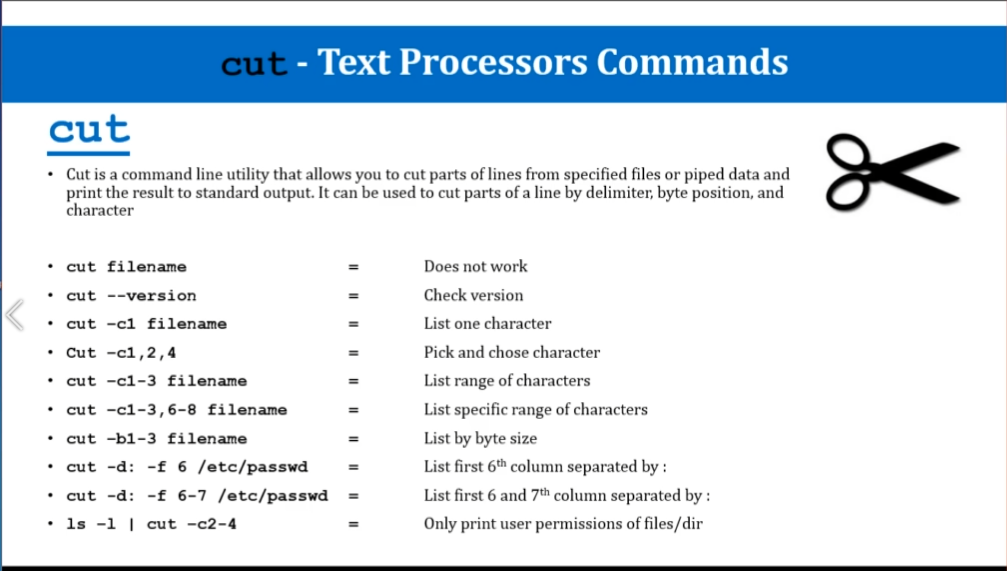 cut - Text Processors Commands
cut
• Cut is a command line utility that allows you to cut parts of lines from specified files or piped data and
print the result to standard output. It can be used to cut parts of a line by delimiter, byte position, and
character
• cut filename = Does not work
• cut --version = Check version
• cut -c1 filename = List one character
• Cut -c1,2,4 = Pick and chose character
• cut -c1-3 filename = List range of characters
• cut -c1-3,6-8 filename = List specific range of characters
• cut -b1-3 filename = List by byte size
• cut -d: -f 6 /etc/passwd = List first 6th column separated by :
• cut -d: -f 6-7 /etc/passwd = List first 6 and 7th column separated by :
• ls -l | cut -c2-4 = Only print user permissions of files/dir